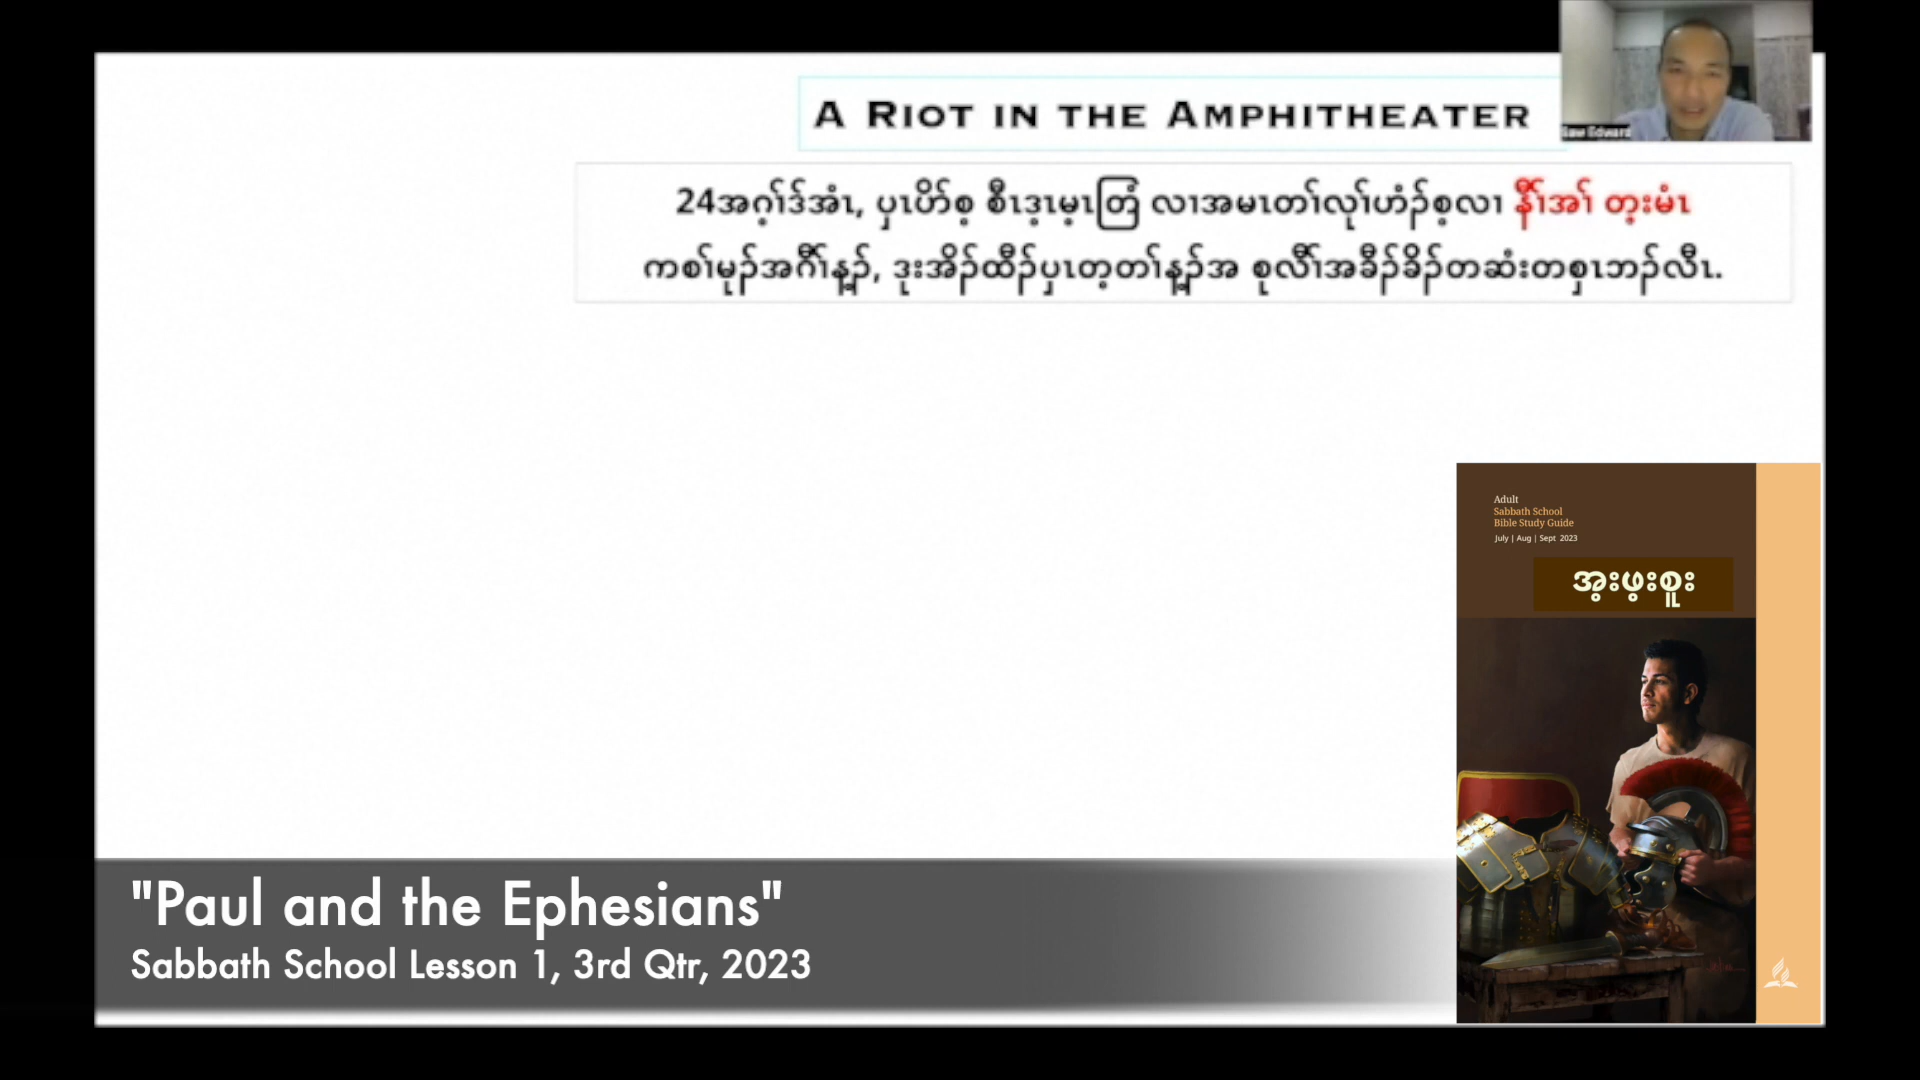 A RIOT IN THE AMPHITHEATER
Saw Edward
24အဂ့ၢ်ဒ်အံၤ, ပှၤဟိာ်စ့ စီၤဒ့ၤမ့ၤတြံ လၢအမၤတၢ်လုၢ်ဟံၣ်စ့လၢ နီၢ်အၢ် တ့းမံၤ
ကစၢ်မုၣ်အဂီၢ်န့ၣ်, ဒုးအိၣ်ထီၣ်ပှၤတ့တၢ်န့ၣ်အ စုလီၢ်အခီၣ်ခိၣ်တဆံးတစှၤဘၣ်လီၤ.
Adult
Sabbath School
Bible Study Guide
July | Aug | Sept 2023
အ့းဖ့းစူး
"Paul and the Ephesians"
Sabbath School Lesson 1, 3rd Qtr, 2023